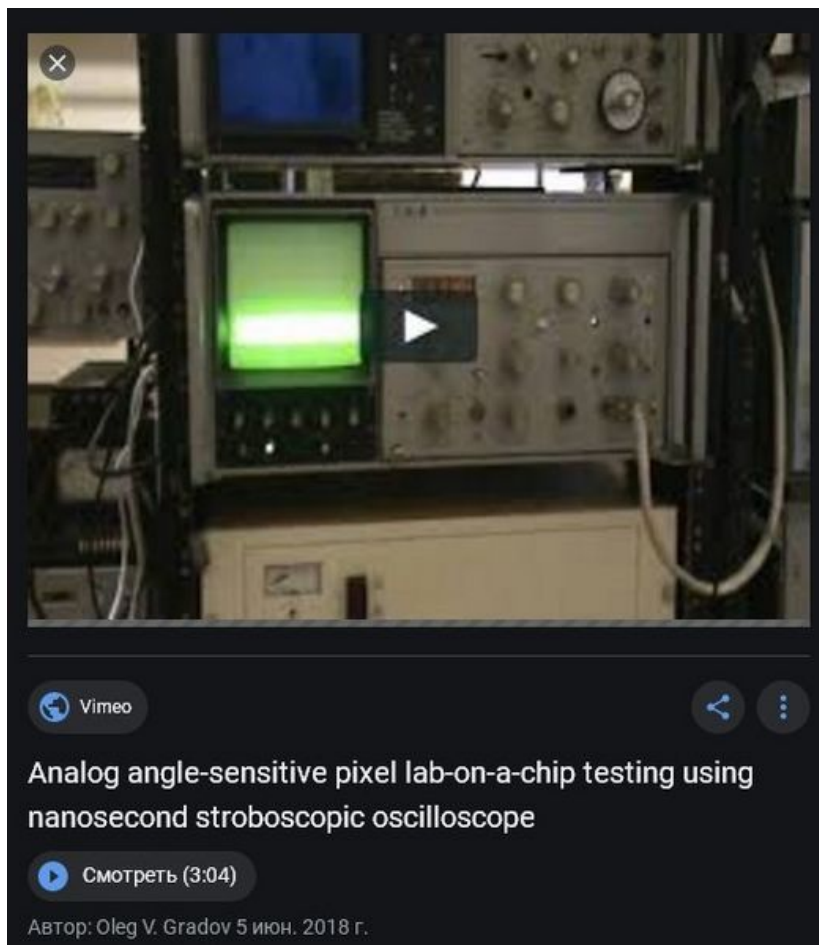 Vimeo
Analog angle-sensitive pixel lab-on-a-chip testing using
nanosecond stroboscopic oscilloscope
Смотреть (3:04)
Автор: Oleg V. Gradov 5 июн. 2018 г.